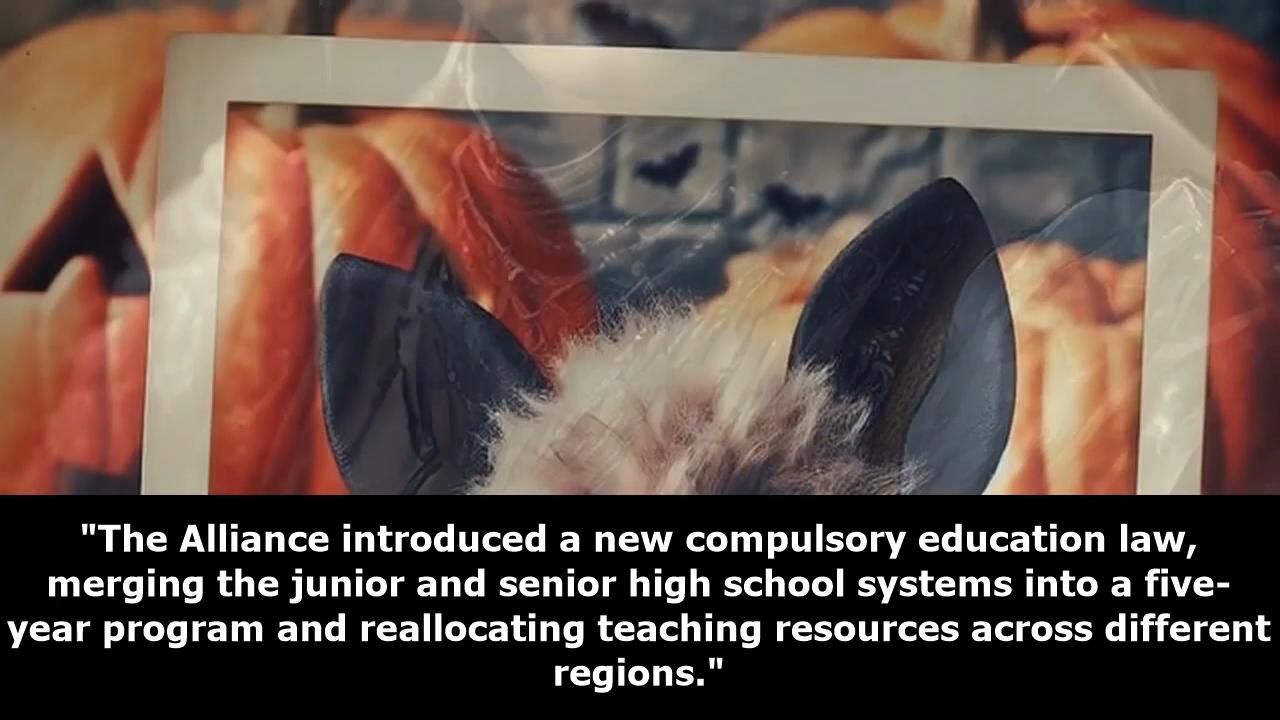 "The Alliance introduced a new compulsory education law,
merging the junior and senior high school systems into a five-
year program and reallocating teaching resources across different
regions."